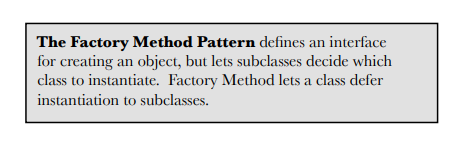 The Factory Method Pattern defines an interface
for creating an object, but lets subclasses decide which
class to instantiate.  Factory Method lets a class defer
instantiation to subclasses.